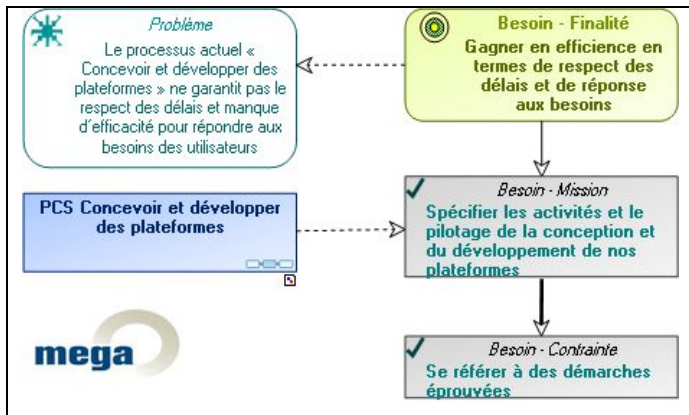 Problème
Le processus actuel «
Concevoir et développer des
plateformes » ne garantit pas le
respect des délais et manque
d'efficacité pour répondre aux
besoins des utilisateurs
Besoin - Finalité
Gagner en efficience en
termes de respect des
délais et de réponse
aux besoins
PCS Concevoir et développer
des plateformes
Besoin - Mission
Spécifier les activités et le
pilotage de la conception et
du développement de nos
plateformes
mega
Besoin - Contrainte
Se référer à des démarches
éprouvées